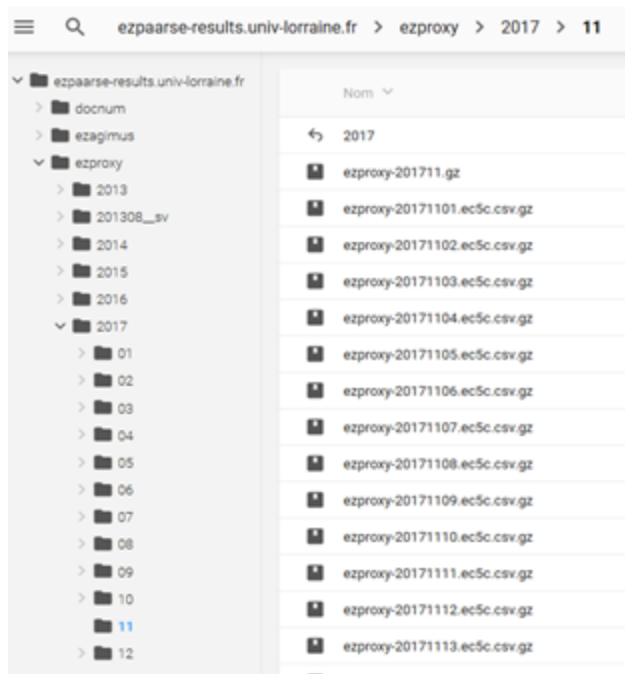 ezpaarse-results.univ-lorraine.fr > ezproxy > 2017 > 11
ezpaarse-results.univ-lorraine.fr
docnum
ezagimus
ezproxy
2013
201308__sv
2014
2015
2016
2017
01
02
03
04
05
06
07
08
09
10
11
12
Nom
2017
ezproxy-201711.gz
ezproxy-20171101.ec5c.csv.gz
ezproxy-20171102.ec5c.csv.gz
ezproxy-20171103.ec5c.csv.gz
ezproxy-20171104.ec5c.csv.gz
ezproxy-20171105.ec5c.csv.gz
ezproxy-20171106.ec5c.csv.gz
ezproxy-20171107.ec5c.csv.gz
ezproxy-20171108.ec5c.csv.gz
ezproxy-20171109.ec5c.csv.gz
ezproxy-20171110.ec5c.csv.gz
ezproxy-20171111.ec5c.csv.gz
ezproxy-20171112.ec5c.csv.gz
ezproxy-20171113.ec5c.csv.gz